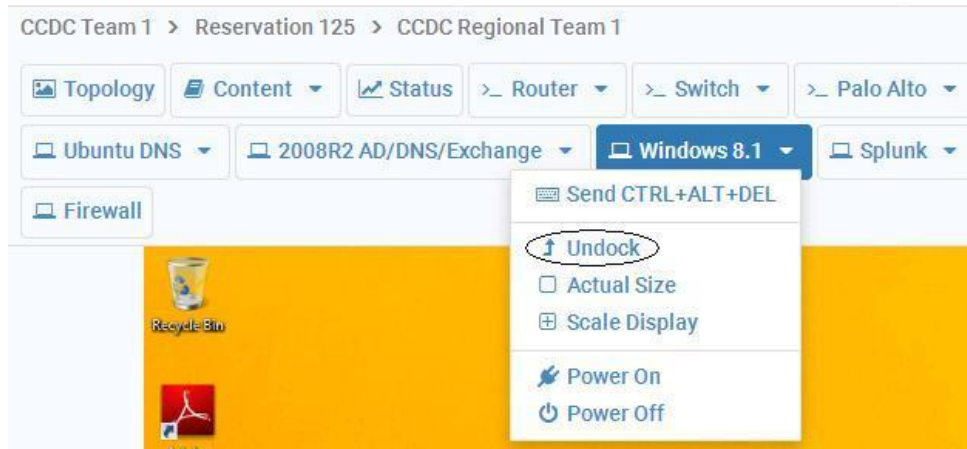 CCDC Team 1 > Reservation 125 > CCDC Regional Team 1
Topology Content Status >_ Router >_ Switch >_ Palo Alto
Ubuntu DNS 2008R2 AD/DNS/Exchange Windows 8.1 Splunk
Firewall
Send CTRL+ALT+DEL
Undock
Actual Size
Scale Display
Power On
Power Off
Recycle Bin